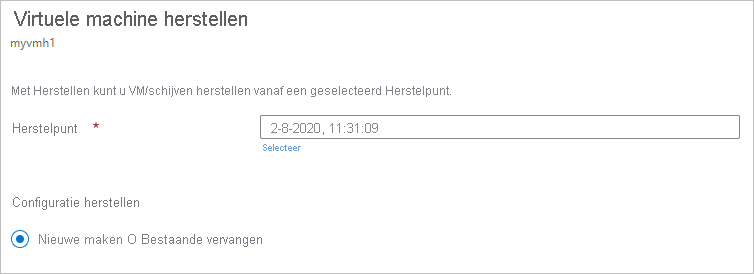 Virtuele machine herstellen
myvmh1
Met Herstellen kunt u VM/schijven herstellen vanaf een geselecteerd Herstelpunt.
Herstelpunt * 2-8-2020, 11:31:09
Selecteer
Configuratie herstellen
Nieuwe maken O Bestaande vervangen